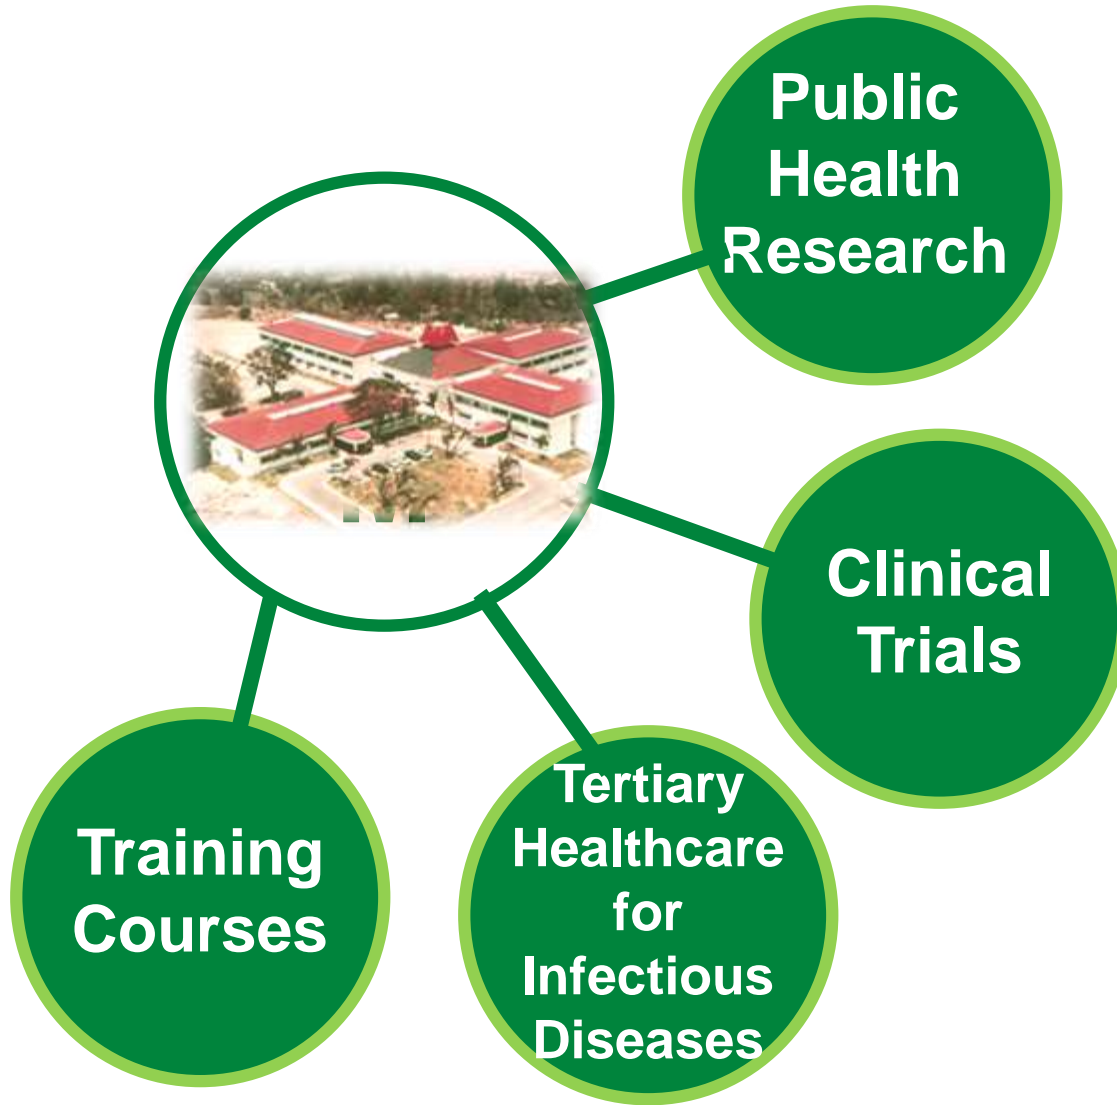 Public
Health
Research
Clinical
Trials
Tertiary
Healthcare
for
Infectious
Diseases
Training
Courses